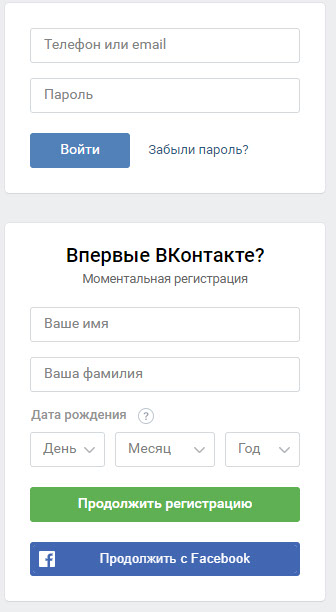 Телефон или email
Пароль
Войти Забыли пароль?
Впервые ВКонтакте?
Моментальная регистрация
Ваше имя
Ваша фамилия
Дата рождения ?
День Месяц Год
Продолжить регистрацию
f Продолжить с Facebook